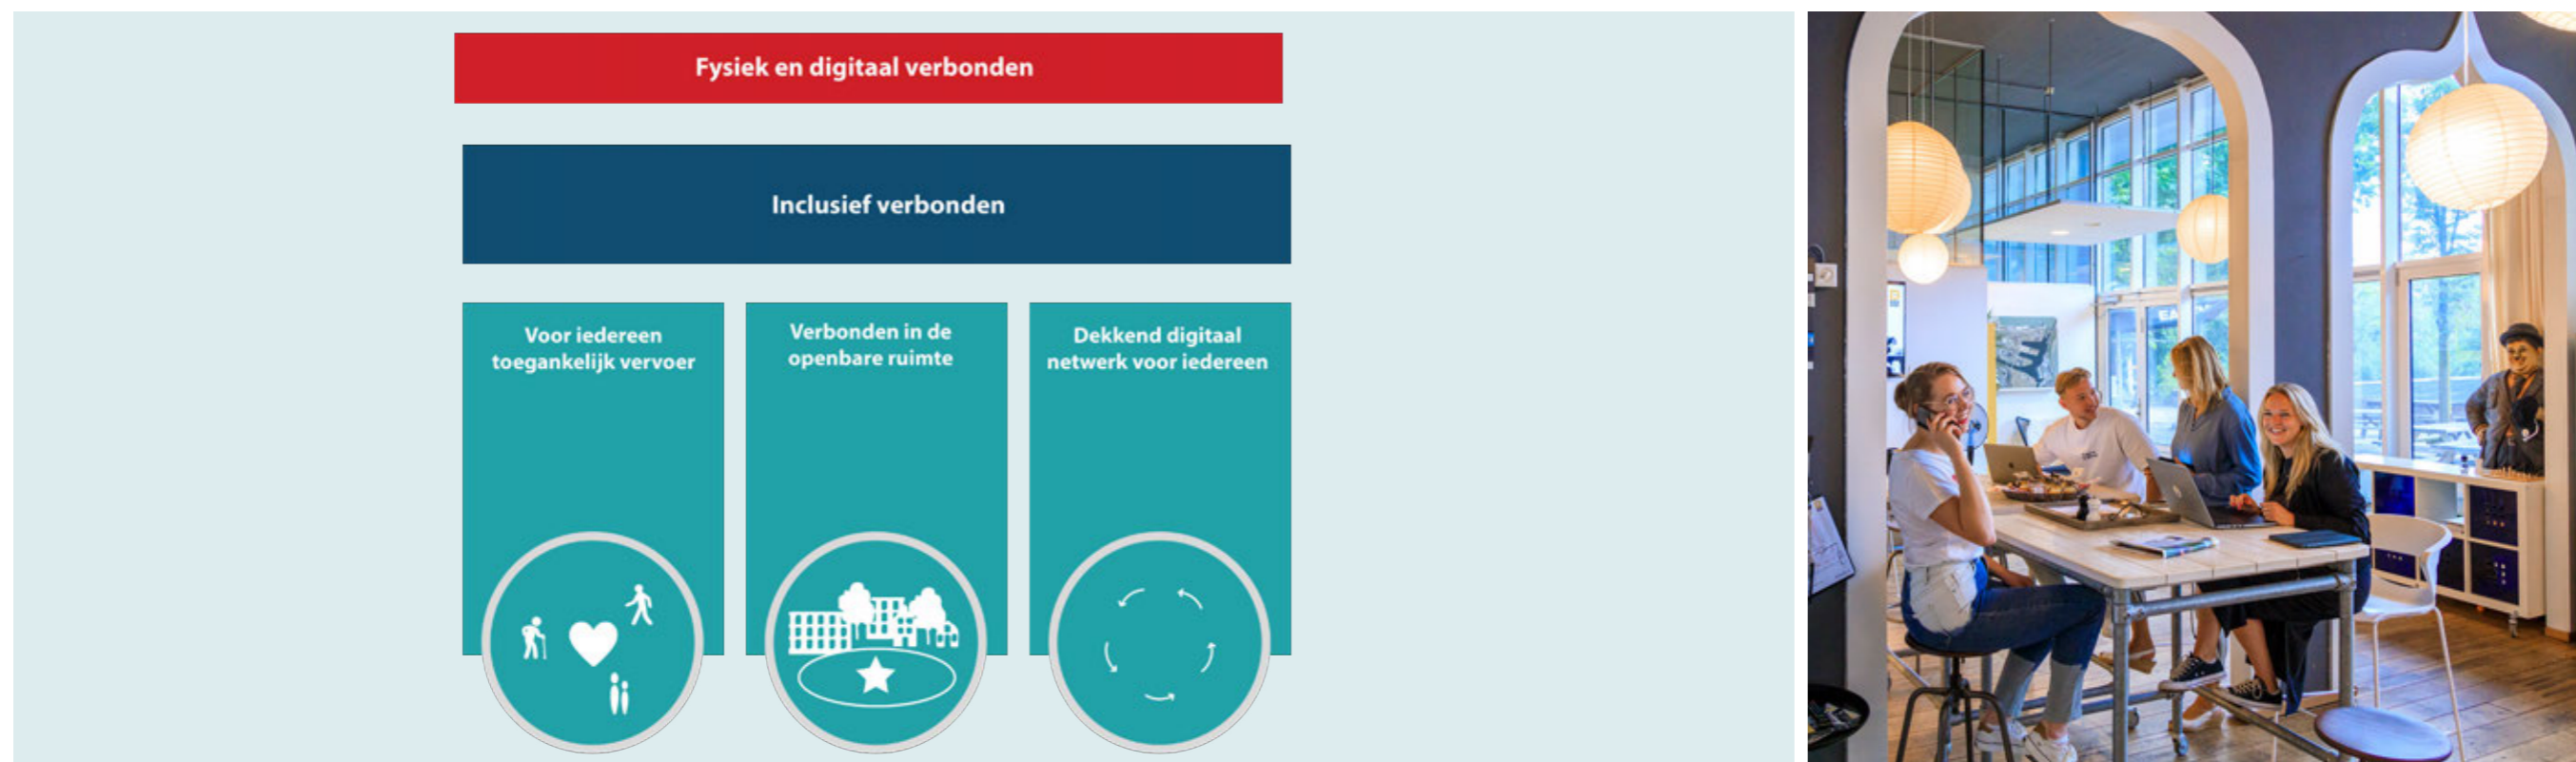 Fysiek en digitaal verbonden
Inclusief verbonden
Voor iedereen
toegankelijk vervoer
Verbonden in de
openbare ruimte
Dekkend digitaal
netwerk voor iedereen